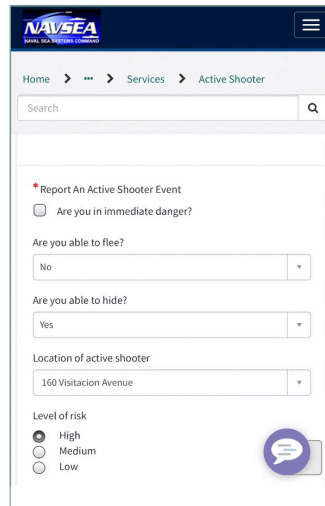 NAVSEA
NAVAL SEA SYSTEMS COMMAND
Home > ••• > Services > Active Shooter
Search
* Report An Active Shooter Event
Are you in immediate danger?
Are you able to flee?
No
Are you able to hide?
Yes
Location of active shooter
160 Visitacion Avenue
Level of risk
High
Medium
Low